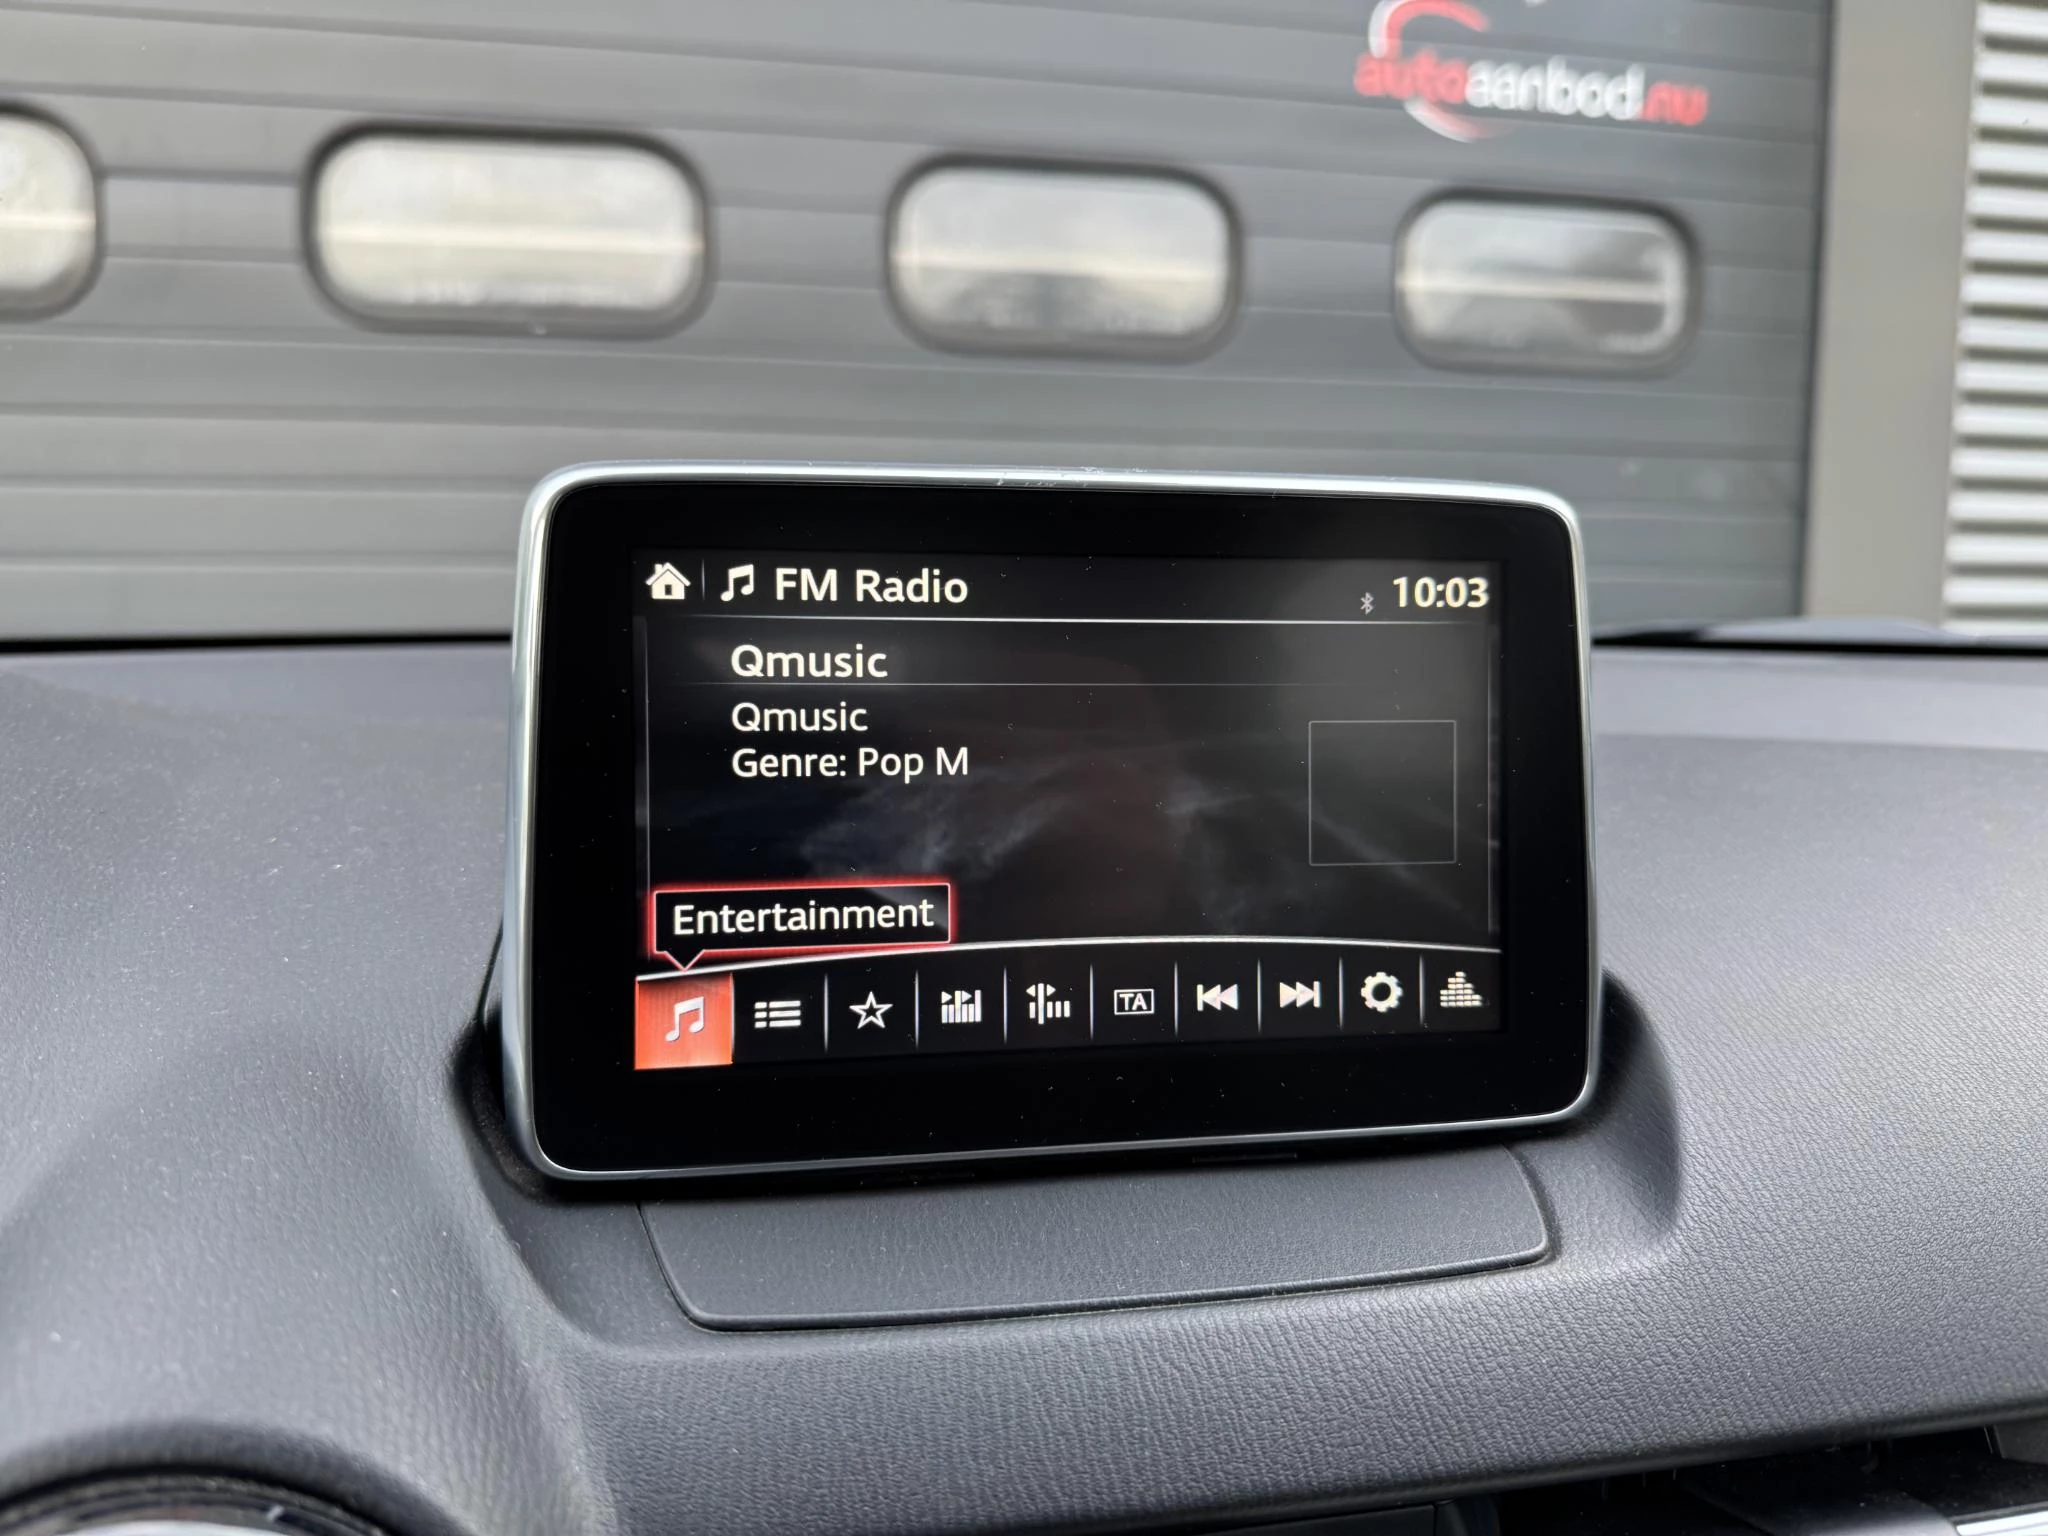 autoaanbod.nu
FM Radio
10:03
Qmusic
Qmusic
Genre: Pop M
Entertainment
TA